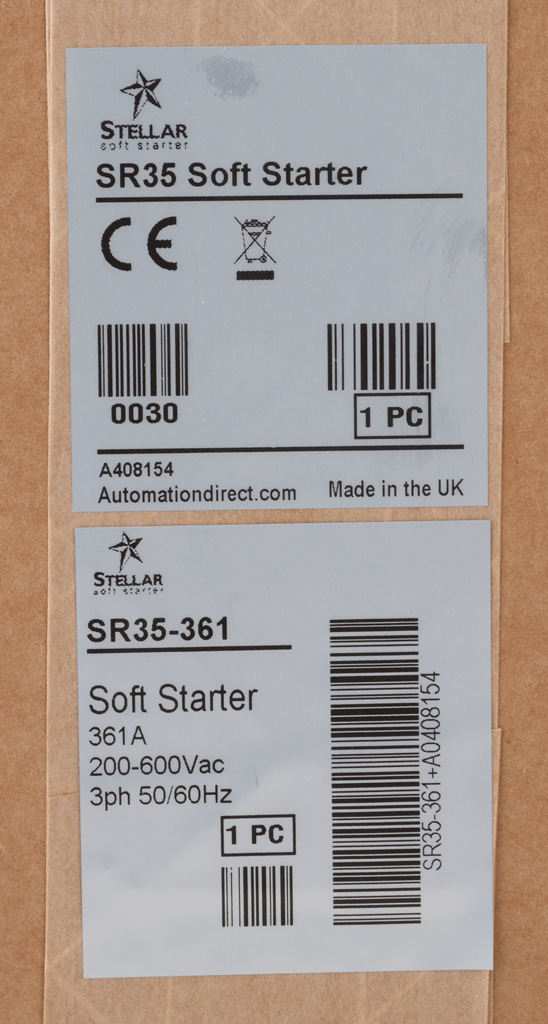 STELLAR
soft starter
SR35 Soft Starter
CE
0030
1 PC
A408154
Automationdirect.com
Made in the UK
STELLAR
soft starter
SR35-361
Soft Starter
361A
200-600Vac
3ph 50/60Hz
1 PC
SR35-361+A0408154